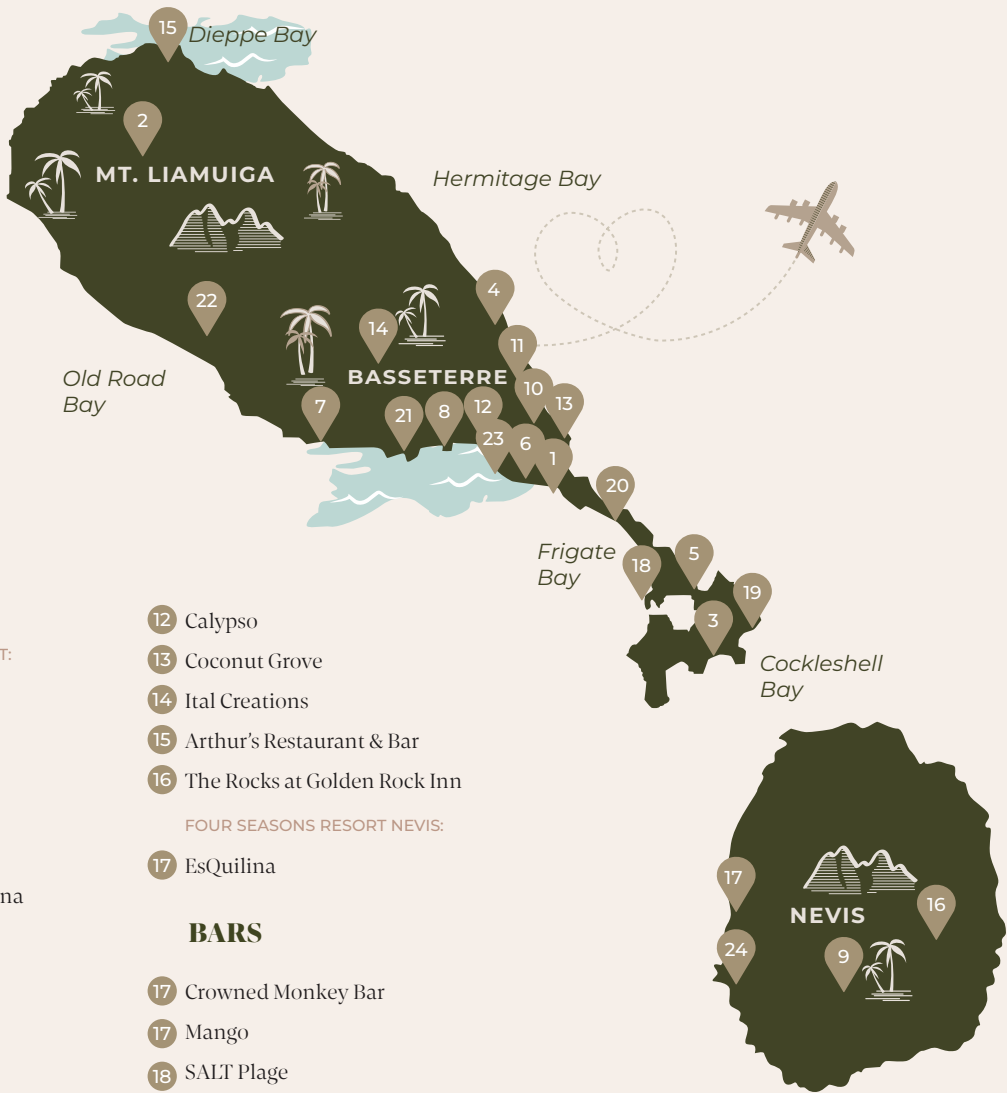 15
Dieppe Bay
2
MT. LIAMUIGA
Hermitage Bay
4
22
14
11
BASSETERRE
Old Road
Bay
10
13
7
21
8
12
23
6
1
20
Frigate
Bay
18
5
19
3
Cockleshell
Bay
T:
na
12 Calypso
13 Coconut Grove
14 Ital Creations
15 Arthur's Restaurant & Bar
16 The Rocks at Golden Rock Inn
FOUR SEASONS RESORT NEVIS:
17 EsQuilina
BARS
17 Crowned Monkey Bar
17 Mango
18 SALT Plage
17
16
NEVIS
24
9